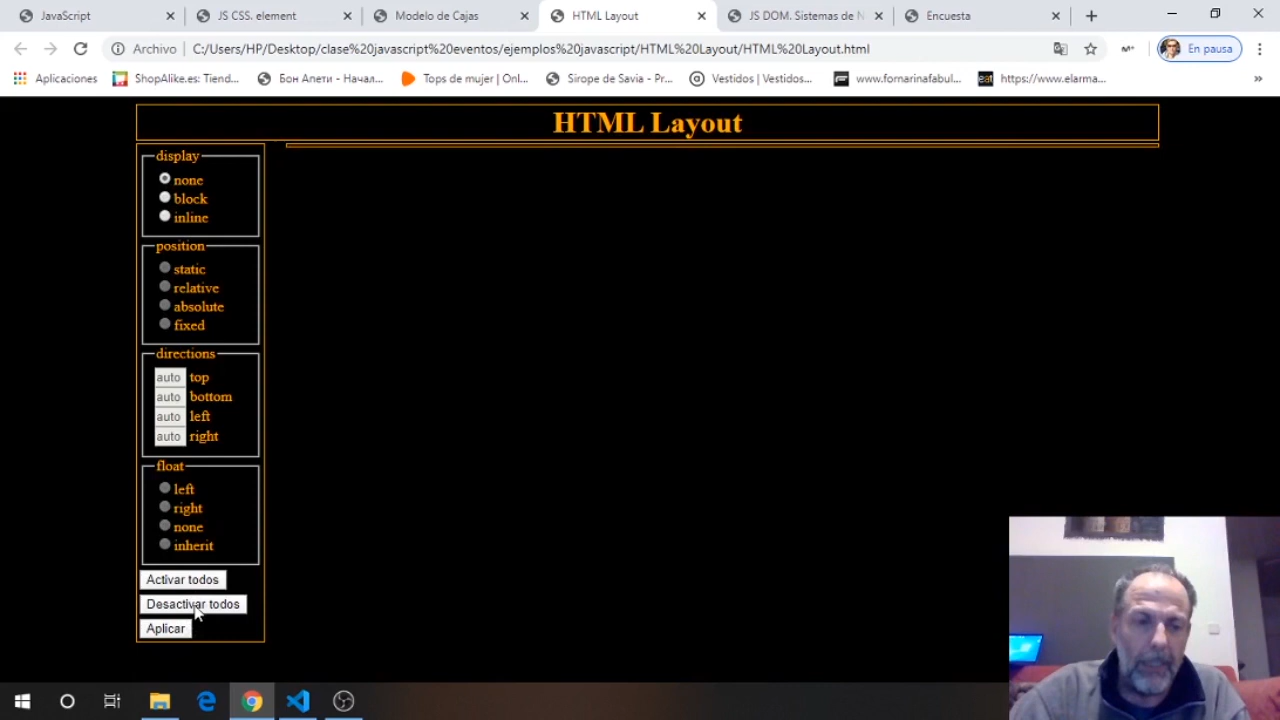 JavaScript
JS CSS. element
Modelo de Cajas
HTML Layout
JS DOM. Sistemas de N
Encuesta
Archivo
C:/Users/HP/Desktop/clase%20javascript%20eventos/ejemplos%20javascript/HTML%20Layout/HTML%20Layout.html
En pausa
Aplicaciones
ShopAlike.es: Tiend...
Бон Апети - Начал...
Tops de mujer | Onl...
Sirope de Savia - Pr...
Vestidos | Vestidos...
www.fornarinafabul...
eat
https://www.elarma...
»
HTML Layout
display
none
block
inline
position
static
relative
absolute
fixed
directions
auto top
auto bottom
auto left
auto right
float
left
right
none
inherit
Activar todos
Desactivar todos
Aplicar